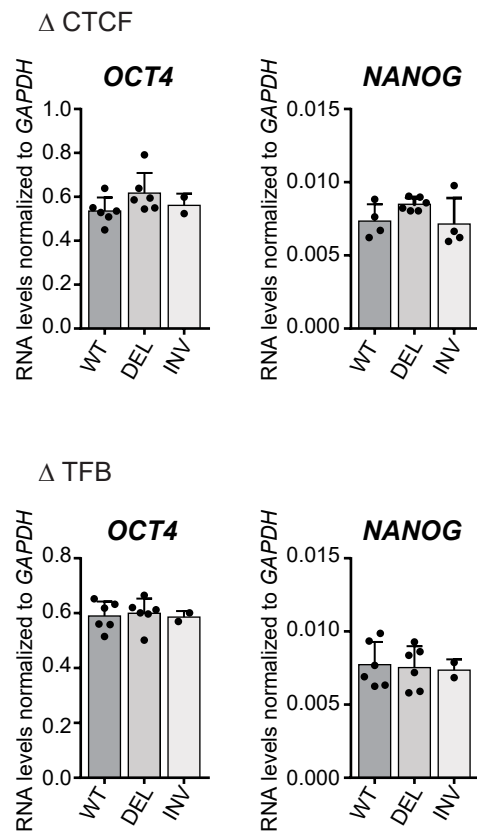 Δ CTCF
OCT4
RNA levels normalized to GAPDH
1.0
0.8
0.6
0.4
0.2
0.0
WT
DEL
INV
NANOG
RNA levels normalized to GAPDH
0.015
0.010
0.005
0.000
WT
DEL
INV
Δ TFB
OCT4
RNA levels normalized to GAPDH
0.8
0.6
0.4
0.2
0.0
WT
DEL
INV
NANOG
RNA levels normalized to GAPDH
0.015
0.010
0.005
0.000
WT
DEL
INV